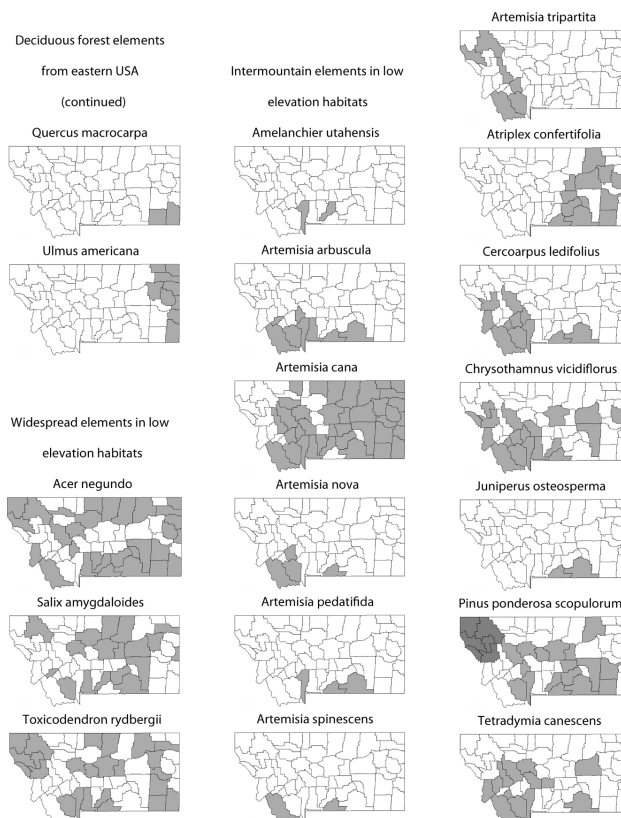 Deciduous forest elements
from eastern USA
(continued)
Quercus macrocarpa
Ulmus americana
Widespread elements in low
elevation habitats
Acer negundo
Salix amygdaloides
Toxicodendron rydbergii
Intermountain elements in low
elevation habitats
Amelanchier utahensis
Artemisia arbuscula
Artemisia cana
Artemisia nova
Artemisia pedatifida
Artemisia spinescens
Artemisia tripartita
Atriplex confertifolia
Cercoarpus ledifolius
Chrysothamnus vicidiflorus
Juniperus osteosperma
Pinus ponderosa scopulorum
Tetradymia canescens